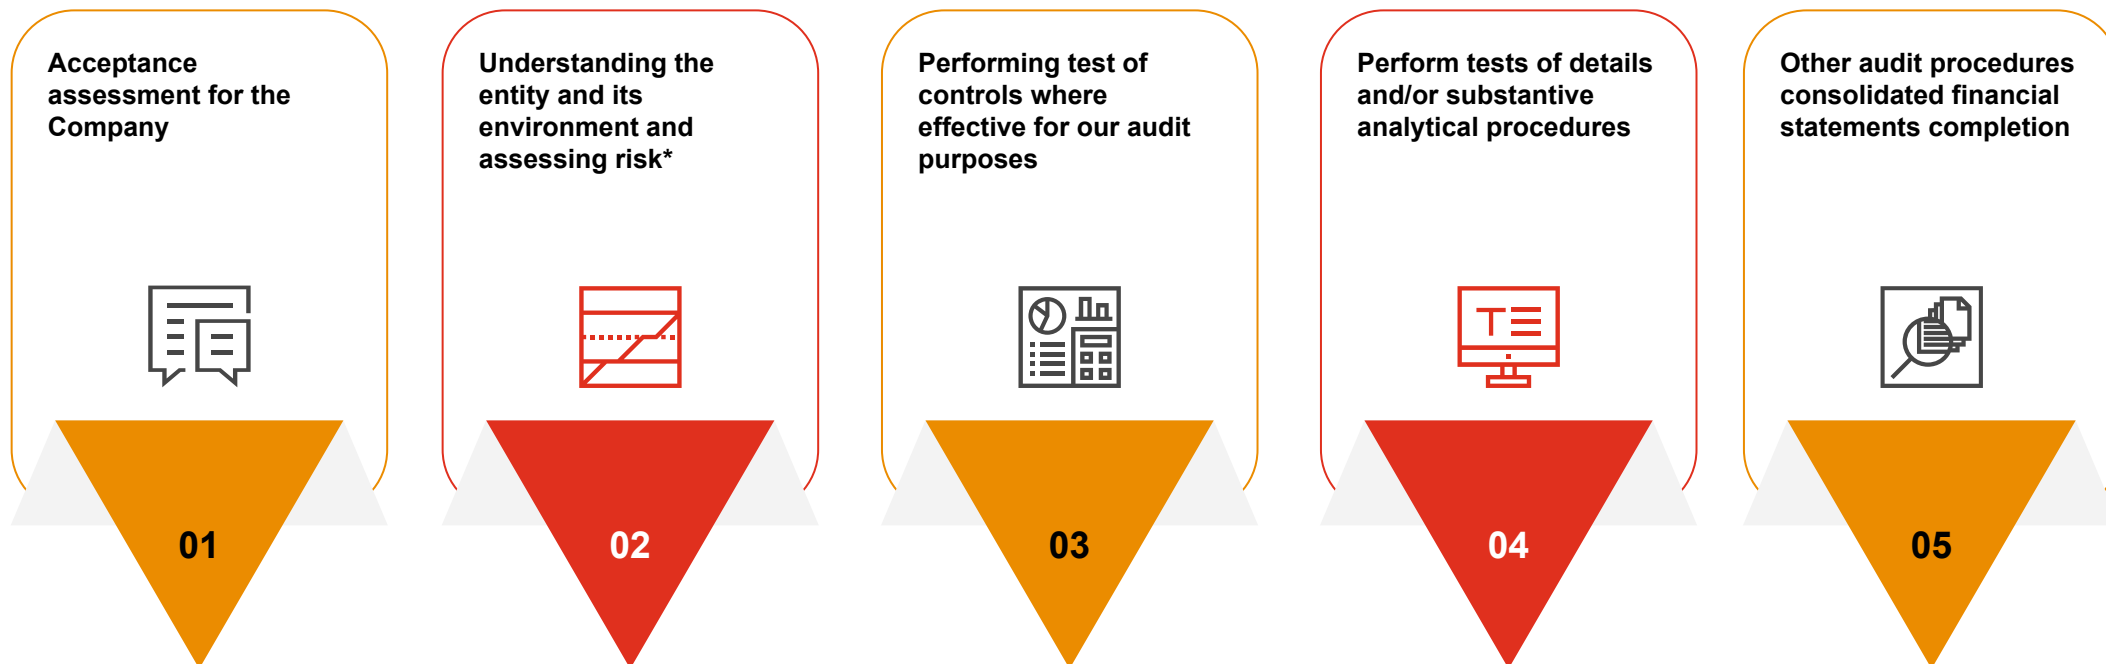 Acceptance
assessment for the
Company
01
Understanding the
entity and its
environment and
assessing risk*
02
Performing test of
controls where
effective for our audit
purposes
03
Perform tests of details
and/or substantive
analytical procedures
04
Other audit procedures
consolidated financial
statements completion
05